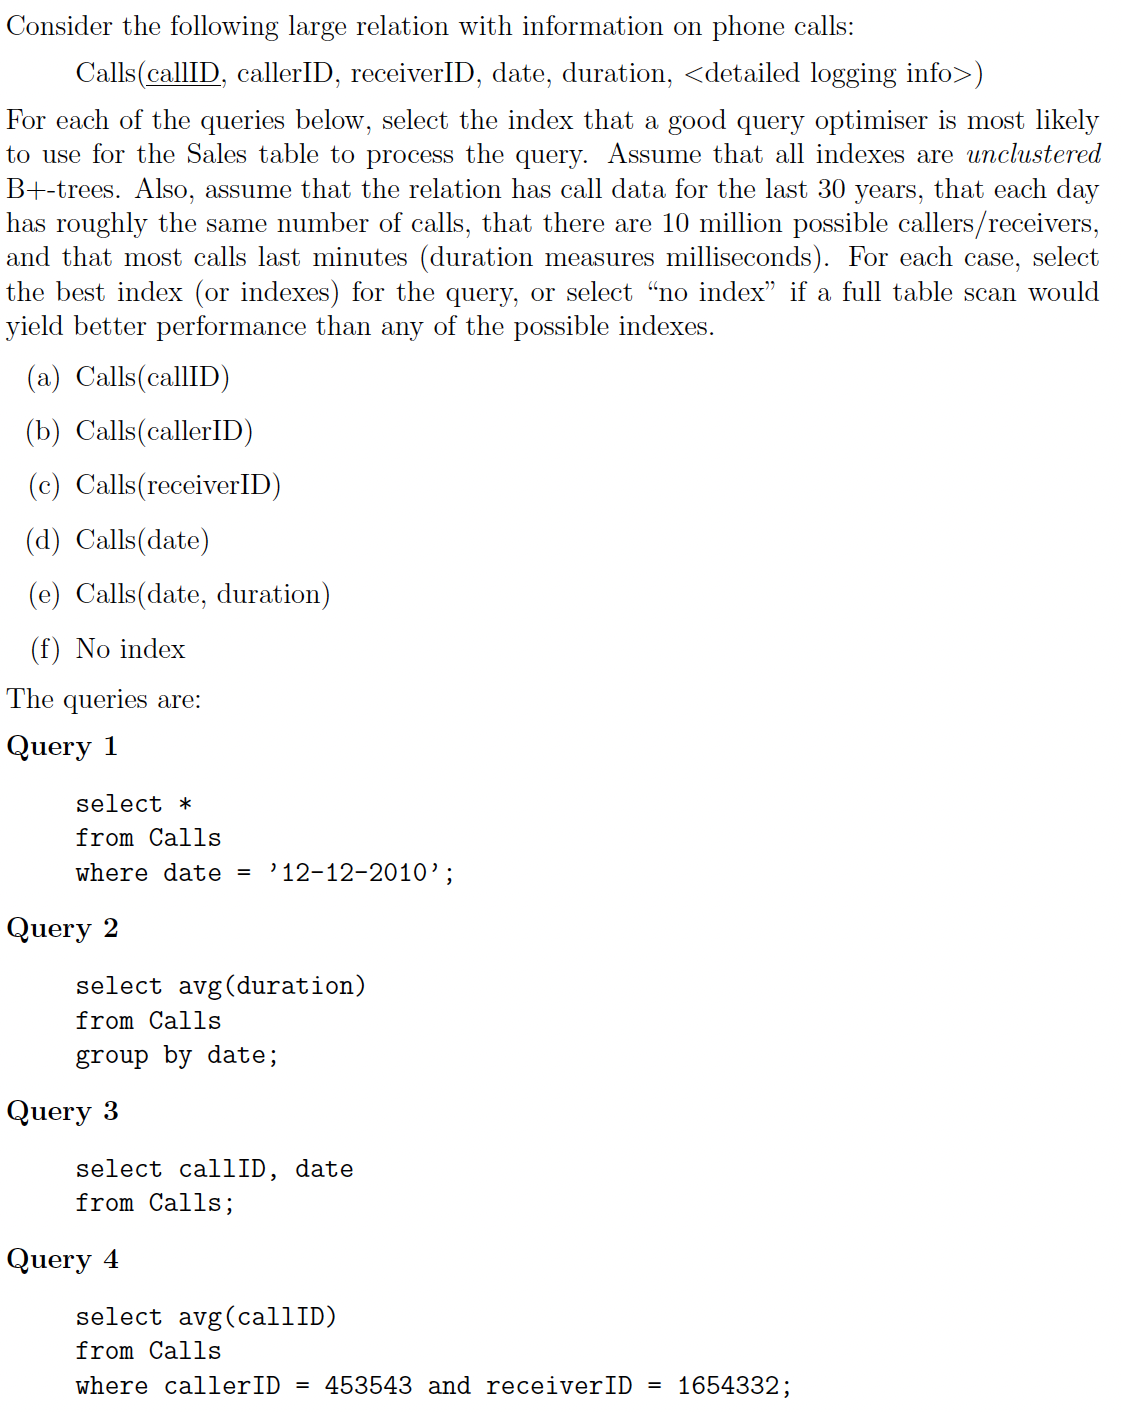 Consider the following large relation with information on phone calls:
Calls(callID, callerID, receiverID, date, duration, <detailed logging info>)
For each of the queries below, select the index that a good query optimiser is most likely
to use for the Sales table to process the query. Assume that all indexes are unclustered
B+-trees. Also, assume that the relation has call data for the last 30 years, that each day
has roughly the same number of calls, that there are 10 million possible callers/receivers,
and that most calls last minutes (duration measures milliseconds). For each case, select
the best index (or indexes) for the query, or select “no index” if a full table scan would
yield better performance than any of the possible indexes.
(a) Calls(callID)
(b) Calls(callerID)
(c) Calls(receiverID)
(d) Calls(date)
(e) Calls(date, duration)
(f) No index
The queries are:
Query 1
select *
from Calls
where date = ’12-12-2010’;
Query 2
select avg(duration)
from Calls
group by date;
Query 3
select callID, date
from Calls;
Query 4
select avg(callID)
from Calls
where callerID = 453543 and receiverID = 1654332;